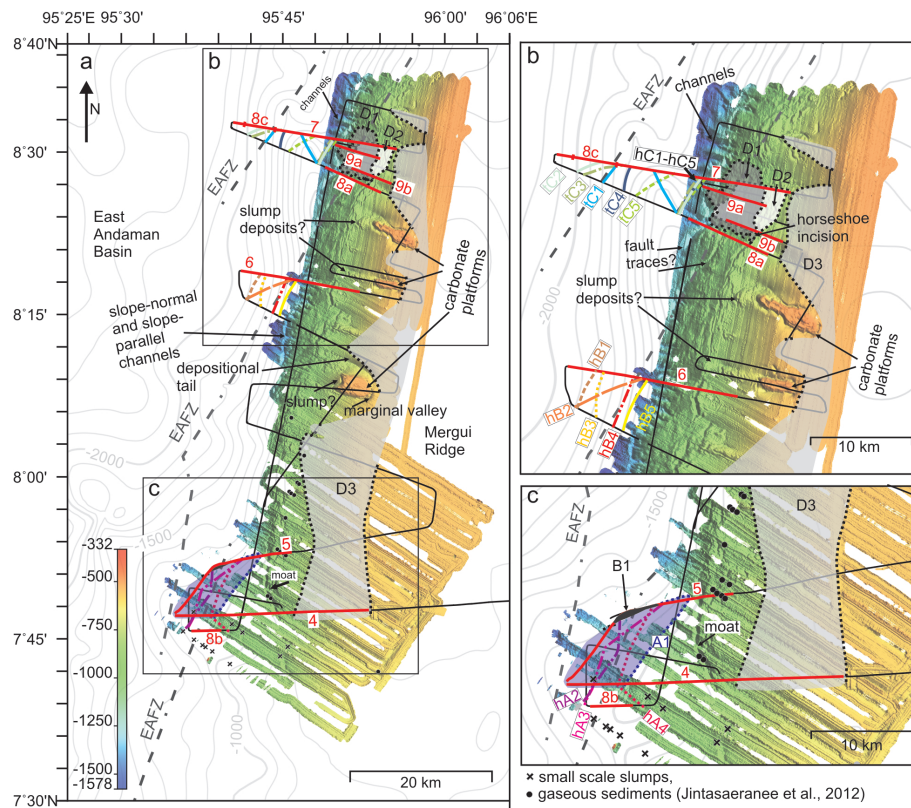 95°25'E 95°30' 95°45' 96°00' 96°06'E
8°40'N
8°30'
8°15'
8°00'
7°45'
7°30'N
a
N
b
8c
7
channels
D1
D2
9a
9b
8a
EAFZ
East
Andaman
Basin
slump
deposits?
6
carbonate
platforms
slope-normal
and slope-
parallel
channels
depositional
tail
slump?
marginal valley
Mergui
Ridge
EAFZ
-2000
-1500
c
D3
5
moat
4
8b
EAFZ
-1000
-332
-500
-1000
-1250
-1500
-1578
20 km
b
EAFZ
channels
8c
7
hC1-hC5
D1
D2
tC2
tC3
tC1
tC4
tC5
9a
horseshoe
incision
9b
8a
fault
traces?
D3
-2000
slump
deposits?
carbonate
platforms
hB1
6
hB2
hB3
hB4
hB5
10 km
c
EAFZ
-1500
D3
B1
5
moat
A1
4
8b
hA2
hA3
hA4
10 km
× small scale slumps,
● gaseous sediments (Jintasaeranee et al., 2012)